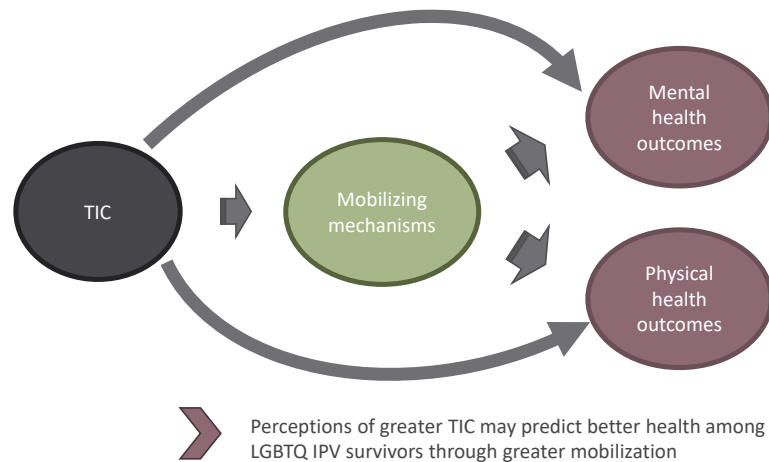 Mental
health
outcomes
TIC
Mobilizing
mechanisms
Physical
health
outcomes
Perceptions of greater TIC may predict better health among
LGBTQ IPV survivors through greater mobilization